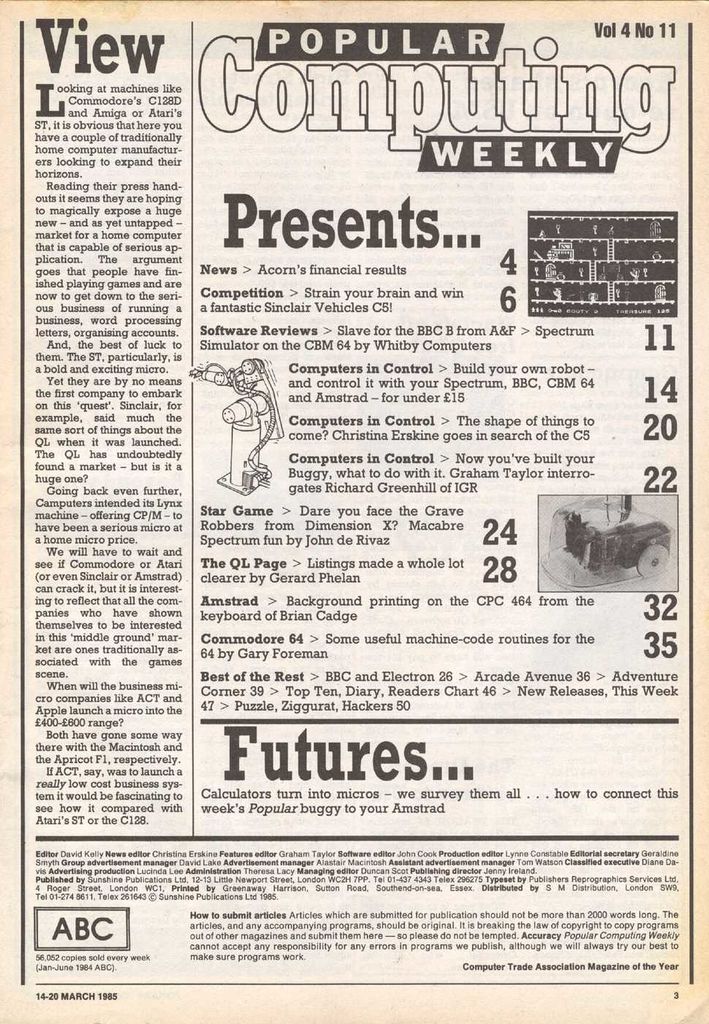 View
Looking at machines like
Commodore's C128D
and Amiga or Atari's
ST, it is obvious that here you
have a couple of traditionally
home computer manufactur-
ers looking to expand their
horizons.
Reading their press hand-
outs it seems they are hoping
to magically expose a huge
new – and as yet untapped –
market for a home computer
that is capable of serious ap-
plication. The argument
goes that people have fin-
ished playing games and are
now to get down to the seri-
ous business of running a
business, word processing
letters, organising accounts.
And, the best of luck to
them. The ST, particularly, is
a bold and exciting micro.
Yet they are by no means
the first company to embark
on this 'quest'. Sinclair, for
example, said much the
same sort of things about the
QL when it was launched.
The QL has undoubtedly
found a market – but is it a
huge one?
Going back even further,
Camputers intended its Lynx
machine – offering CP/M – to
have been a serious micro at
a home micro price.
We will have to wait and
see if Commodore or Atari
(or even Sinclair or Amstrad)
can crack it, but it is interest-
ing to reflect that all the com-
panies who have shown
themselves to be interested
in this 'middle ground' mar-
ket are ones traditionally as-
sociated with the games
scene.
When will the business mi-
cro companies like ACT and
Apple launch a micro into the
£400-£600 range?
Both have gone some way
there with the Macintosh and
the Apricot F1, respectively.
If ACT, say, was to launch a
really low cost business sys-
tem it would be fascinating to
see how it compared with
Atari's ST or the C128.
Vol 4 No 11
POPULAR
Computing
WEEKLY
Presents...
News > Acorn's financial results 4
Competition > Strain your brain and win
a fantastic Sinclair Vehicles C5! 6
BOOTY 0 TREASURE 125
Software Reviews > Slave for the BBC B from A&F > Spectrum
Simulator on the CBM 64 by Whitby Computers 11
Computers in Control > Build your own robot –
and control it with your Spectrum, BBC, CBM 64
and Amstrad – for under £15 14
Computers in Control > The shape of things to
come? Christina Erskine goes in search of the C5 20
Computers in Control > Now you've built your
Buggy, what to do with it. Graham Taylor interro-
gates Richard Greenhill of IGR 22
Star Game > Dare you face the Grave
Robbers from Dimension X? Macabre
Spectrum fun by John de Rivaz 24
The QL Page > Listings made a whole lot
clearer by Gerard Phelan 28
Amstrad > Background printing on the CPC 464 from the
keyboard of Brian Cadge 32
Commodore 64 > Some useful machine-code routines for the
64 by Gary Foreman 35
Best of the Rest > BBC and Electron 26 > Arcade Avenue 36 > Adventure
Corner 39 > Top Ten, Diary, Readers Chart 46 > New Releases, This Week
47 > Puzzle, Ziggurat, Hackers 50
Futures...
Calculators turn into micros – we survey them all . . . how to connect this
week's Popular buggy to your Amstrad
Editor David Kelly News editor Christina Erskine Features editor Graham Taylor Software editor John Cook Production editor Lynne Constable Editorial secretary Geraldine
Smyth Group advertisement manager David Lake Advertisement manager Alastair Macintosh Assistant advertisement manager Tom Watson Classified executive Diane Da-
vis Advertising production Lucinda Lee Administration Theresa Lacy Managing editor Duncan Scot Publishing director Jenny Ireland.
Published by Sunshine Publications Ltd, 12-13 Little Newport Street, London WC2H 7PP. Tel 01-437 4343 Telex 296275 Typeset by Publishers Reprographics Services Ltd,
4 Roger Street, London WC1, Printed by Greenaway Harrison, Sutton Road, Southend-on-sea, Essex. Distributed by S M Distribution, London SW9,
Tel 01-274 8611, Telex 261643 © Sunshine Publications Ltd 1985.
ABC
56,052 copies sold every week
(Jan-June 1984 ABC).
How to submit articles Articles which are submitted for publication should not be more than 2000 words long. The
articles, and any accompanying programs, should be original. It is breaking the law of copyright to copy programs
out of other magazines and submit them here — so please do not be tempted. Accuracy Popular Computing Weekly
cannot accept any responsibility for any errors in programs we publish, although we will always try our best to
make sure programs work.
Computer Trade Association Magazine of the Year
14-20 MARCH 1985
3